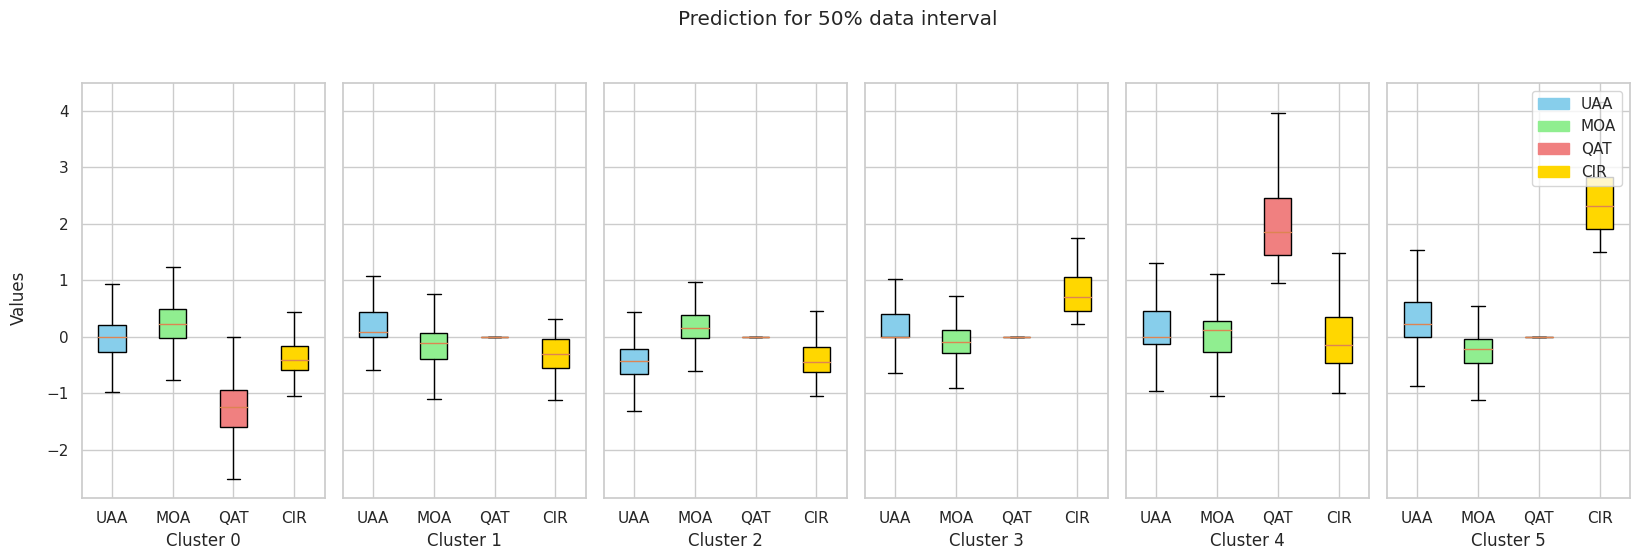 Prediction for 50% data interval
Values
4
3
2
1
0
−1
−2
UAA MOA QAT CIR
Cluster 0
UAA MOA QAT CIR
Cluster 1
UAA MOA QAT CIR
Cluster 2
UAA MOA QAT CIR
Cluster 3
UAA MOA QAT CIR
Cluster 4
UAA MOA QAT CIR
Cluster 5
UAA
MOA
QAT
CIR